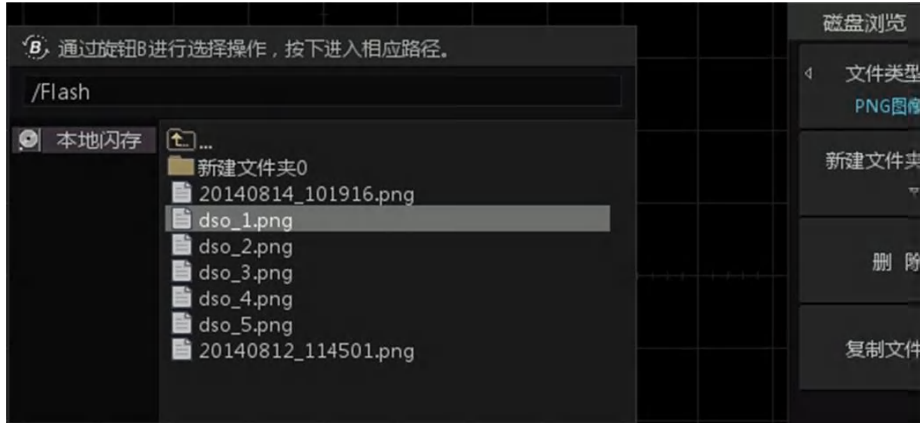 B 通过旋钮B进行选择操作，按下进入相应路径。
/Flash
本地闪存
...
新建文件夹0
20140814_101916.png
dso_1.png
dso_2.png
dso_3.png
dso_4.png
dso_5.png
20140812_114501.png
磁盘浏览
文件类型
PNG图像
新建文件夹
删 除
复制文件